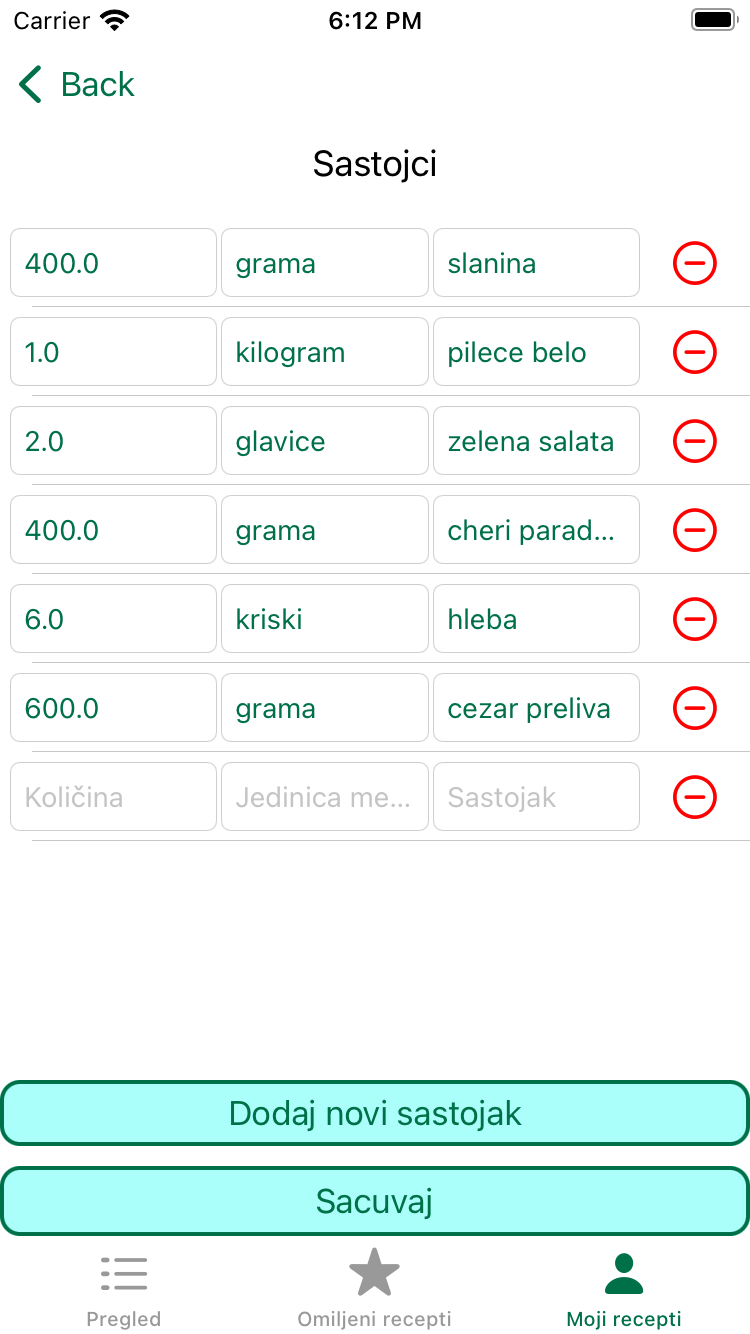 Carrier 6:12 PM
Back
Sastojci
400.0 grama slanina
1.0 kilogram pilece belo
2.0 glavice zelena salata
400.0 grama cheri parad...
6.0 kriski hleba
600.0 grama cezar preliva
Količina Jedinica me... Sastojak
Dodaj novi sastojak
Sacuvaj
Pregled Omiljeni recepti Moji recepti